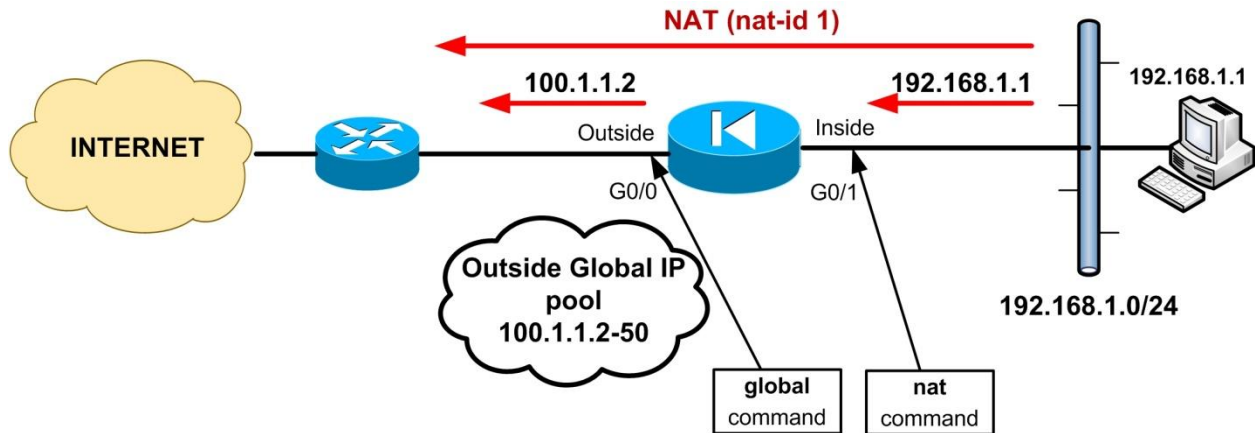 NAT (nat-id 1)
100.1.1.2
192.168.1.1
192.168.1.1
INTERNET
Outside
Inside
G0/0
G0/1
Outside Global IP
pool
100.1.1.2-50
192.168.1.0/24
global
command
nat
command